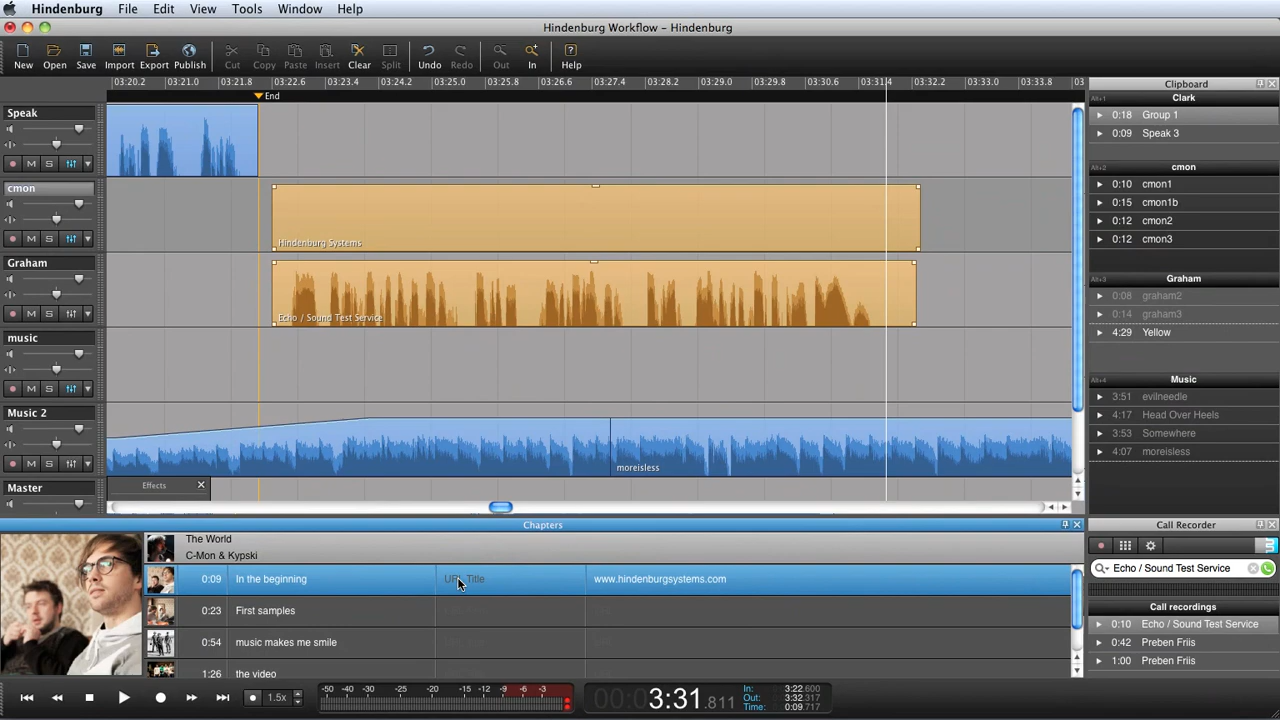 Hindenburg File Edit View Tools Window Help
Hindenburg Workflow – Hindenburg
New Open Save Import Export Publish Cut Copy Paste Insert Clear Split Undo Redo Out In Help
03:20.2 03:21.0 03:21.8 03:22.6 03:23.4 03:24.2 03:25.0 03:25.8 03:26.6 03:27.4 03:28.2 03:29.0 03:29.8 03:30.6 03:31.4 03:32.2 03:33.0 03:33.8 03
End
Speak
M S
cmon
M S
Hindenburg Systems
Graham
M S
Echo / Sound Test Service
music
M S
Music 2
M S
moreisless
Effects
Master
Clipboard
Alt+1 Clark
0:18 Group 1
0:09 Speak 3
Alt+2 cmon
0:10 cmon1
0:15 cmon1b
0:12 cmon2
0:12 cmon3
Alt+3 Graham
0:08 graham2
0:14 graham3
4:29 Yellow
Alt+4 Music
3:51 evilneedle
4:17 Head Over Heels
3:53 Somewhere
4:07 moreisless
Chapters
The World
C-Mon & Kypski
0:09 In the beginning URL Title www.hindenburgsystems.com
0:23 First samples
0:54 music makes me smile
1:26 the video
Call Recorder
Echo / Sound Test Service
Call recordings
0:10 Echo / Sound Test Service
0:42 Preben Friis
1:00 Preben Friis
1.5x
-50 -40 -30 -25 -20 -15 -12 -9 -6 -3
3:31.811
In: 3:22.600
Out: 3:32.317
Time: 0:09.717